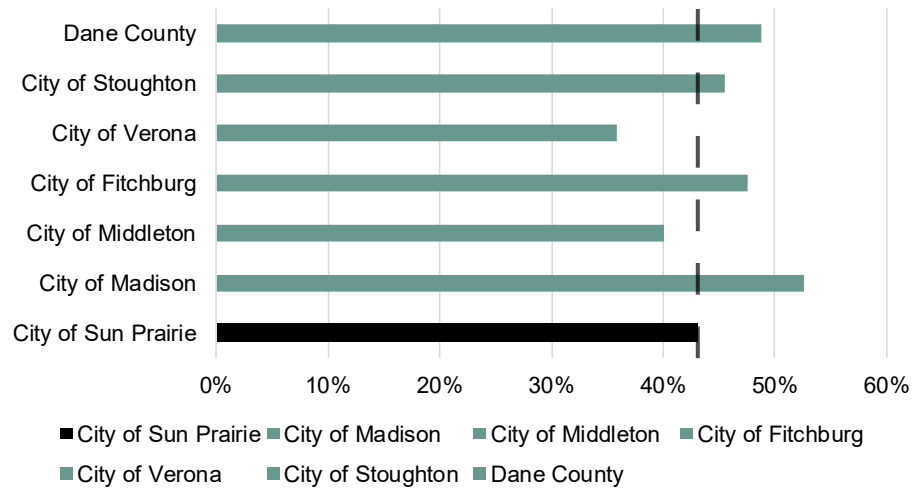 Dane County
City of Stoughton
City of Verona
City of Fitchburg
City of Middleton
City of Madison
City of Sun Prairie
0% 10% 20% 30% 40% 50% 60%
City of Sun Prairie City of Madison City of Middleton City of Fitchburg
City of Verona City of Stoughton Dane County